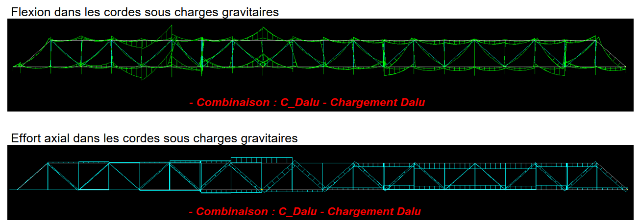 Flexion dans les cordes sous charges gravitaires
- Combinaison : C_Dalu - Chargement Dalu
Effort axial dans les cordes sous charges gravitaires
- Combinaison : C_Dalu - Chargement Dalu